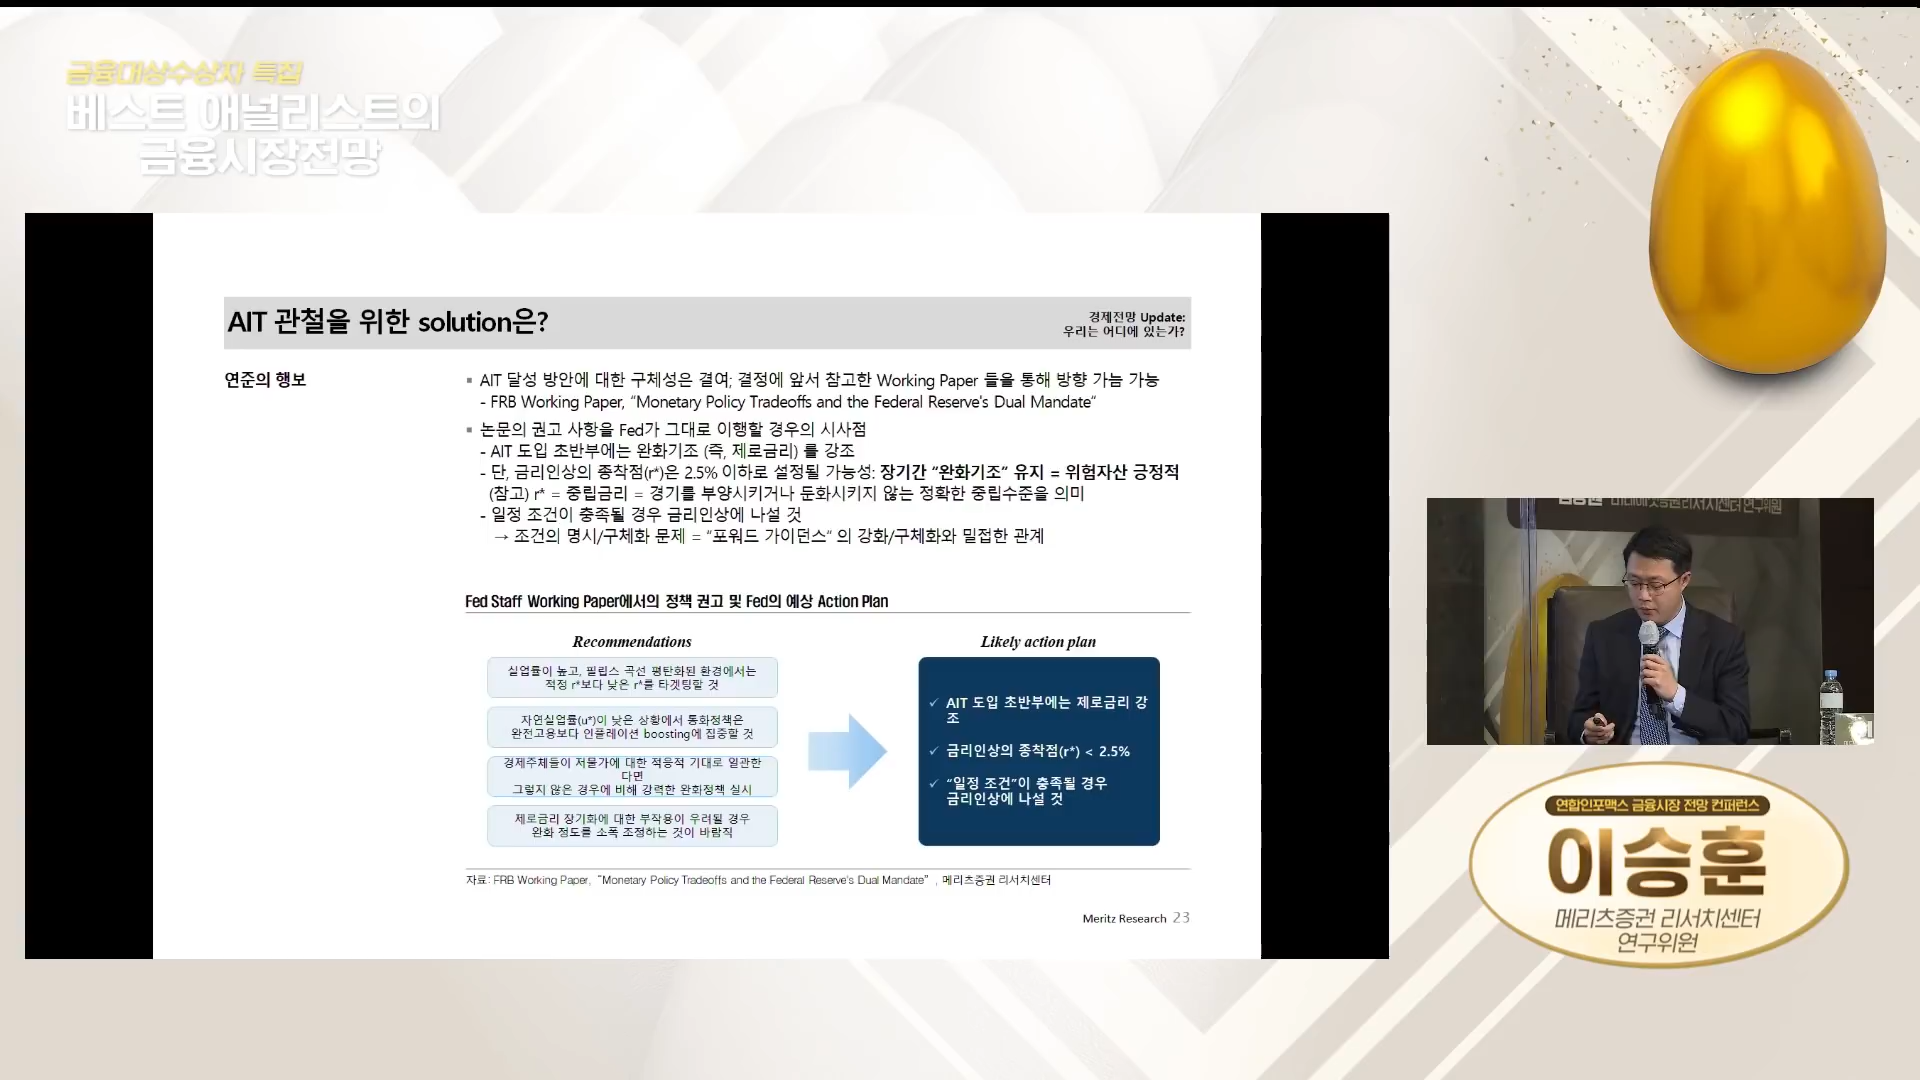 금융대상수상자 특집
베스트 애널리스트의
금융시장전망
AIT 관철을 위한 solution은?
경제전망 Update:
우리는 어디에 있는가?
연준의 행보
▪ AIT 달성 방안에 대한 구체성은 결여; 결정에 앞서 참고한 Working Paper 들을 통해 방향 가늠 가능
- FRB Working Paper, “Monetary Policy Tradeoffs and the Federal Reserve's Dual Mandate“
▪ 논문의 권고 사항을 Fed가 그대로 이행할 경우의 시사점
- AIT 도입 초반부에는 완화기조 (즉, 제로금리) 를 강조
- 단, 금리인상의 종착점(r*)은 2.5% 이하로 설정될 가능성: 장기간 “완화기조” 유지 = 위험자산 긍정적
(참고) r* = 중립금리 = 경기를 부양시키거나 둔화시키지 않는 정확한 중립수준을 의미
- 일정 조건이 충족될 경우 금리인상에 나설 것
→ 조건의 명시/구체화 문제 = “포워드 가이던스“ 의 강화/구체화와 밀접한 관계
Fed Staff Working Paper에서의 정책 권고 및 Fed의 예상 Action Plan
Recommendations
실업률이 높고, 필립스 곡선 평탄화된 환경에서는
적정 r*보다 낮은 r*를 타겟팅할 것
자연실업률(u*)이 낮은 상황에서 통화정책은
완전고용보다 인플레이션 boosting에 집중할 것
경제주체들이 저물가에 대한 적응적 기대로 일관한
다면
그렇지 않은 경우에 비해 강력한 완화정책 실시
제로금리 장기화에 대한 부작용이 우려될 경우
완화 정도를 소폭 조정하는 것이 바람직
Likely action plan
✓ AIT 도입 초반부에는 제로금리 강
조
✓ 금리인상의 종착점(r*) < 2.5%
✓ “일정 조건”이 충족될 경우
금리인상에 나설 것
자료: FRB Working Paper, “Monetary Policy Tradeoffs and the Federal Reserve's Dual Mandate” , 메리츠증권 리서치센터
Meritz Research 23
연합인포맥스 금융시장 전망 컨퍼런스
이승훈
메리츠증권 리서치센터
연구위원